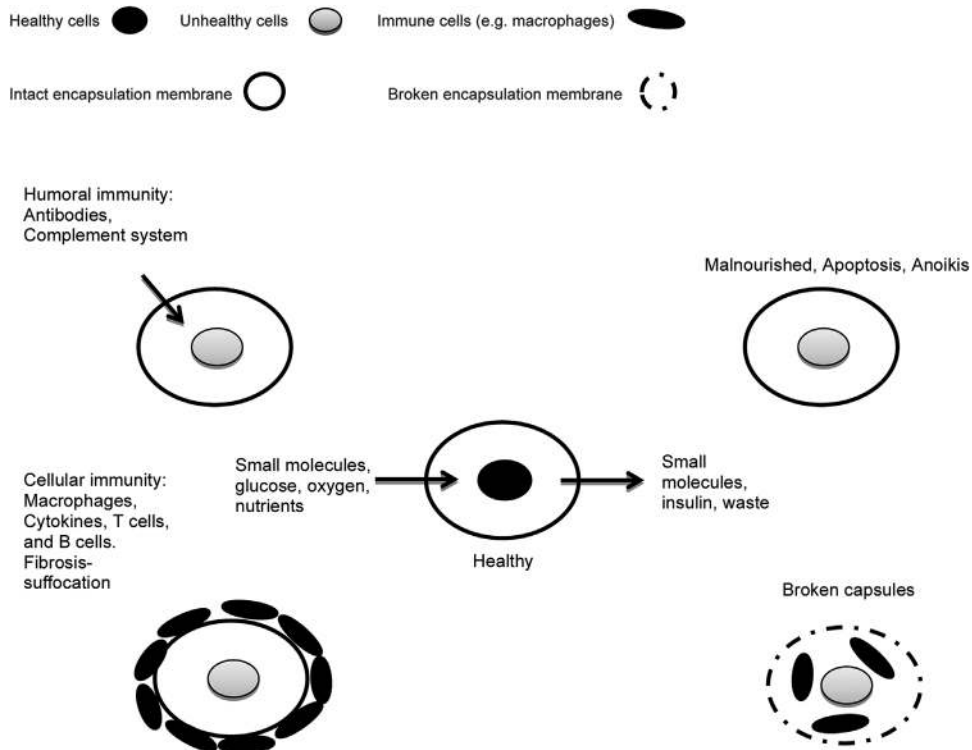 Healthy cells
Unhealthy cells
Immune cells (e.g. macrophages)
Intact encapsulation membrane
Broken encapsulation membrane
Humoral immunity:
Antibodies,
Complement system
Malnourished, Apoptosis, Anoikis
Cellular immunity:
Macrophages,
Cytokines, T cells,
and B cells.
Fibrosis-
suffocation
Small molecules,
glucose, oxygen,
nutrients
Healthy
Small
molecules,
insulin, waste
Broken capsules